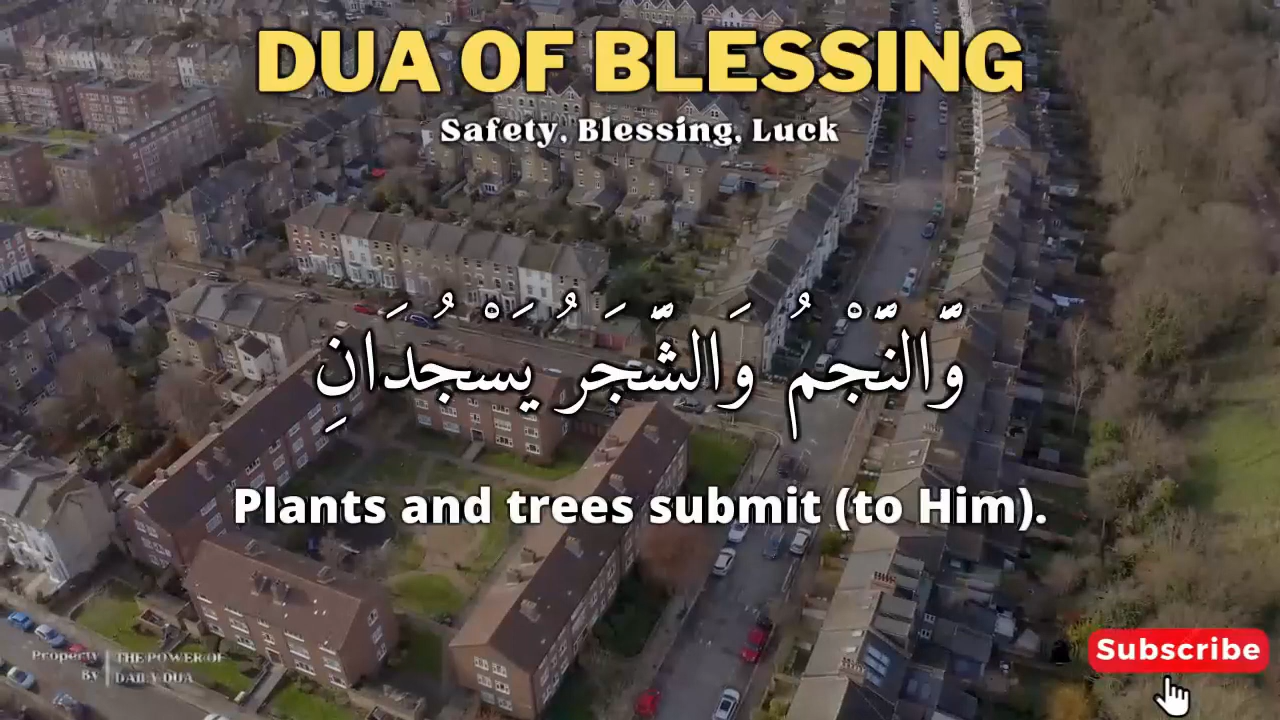 DUA OF BLESSING
Safety, Blessing, Luck
وَّالنَّجْمُ وَالشَّجَرُ يَسْجُدَانِ
Plants and trees submit (to Him).
Property By
THE POWER OF
DAILY DUA
Subscribe